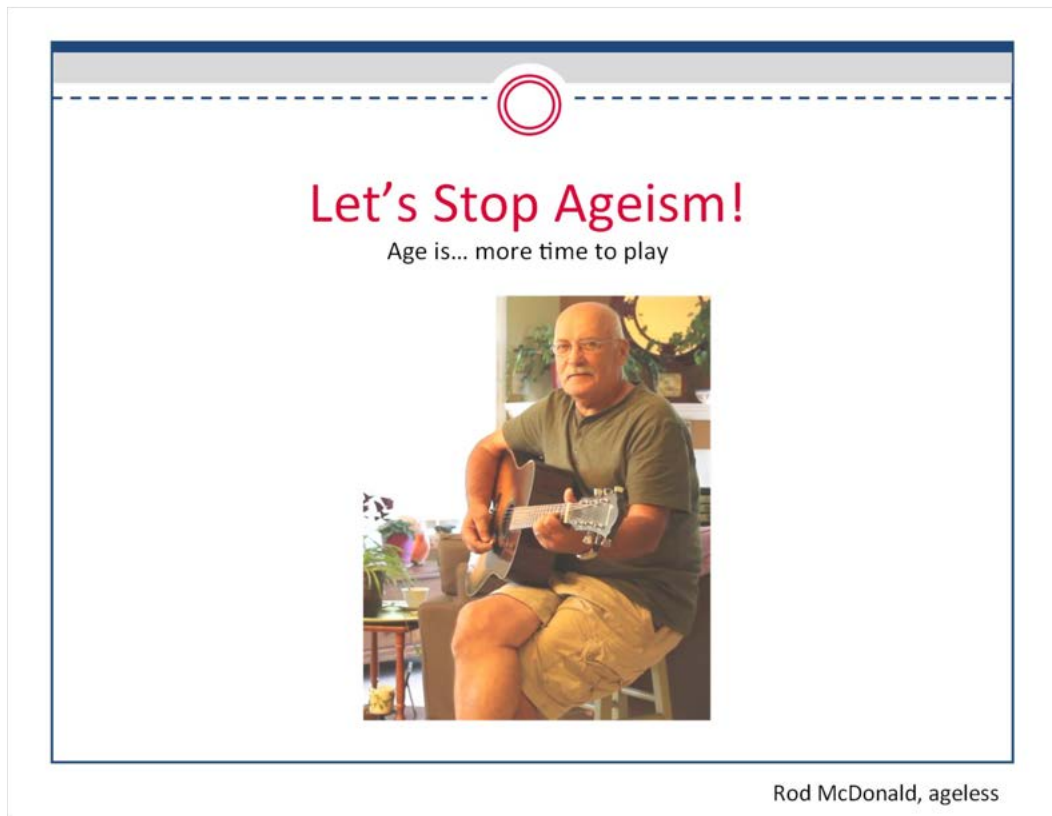 Let’s Stop Ageism!
Age is… more time to play
Rod McDonald, ageless